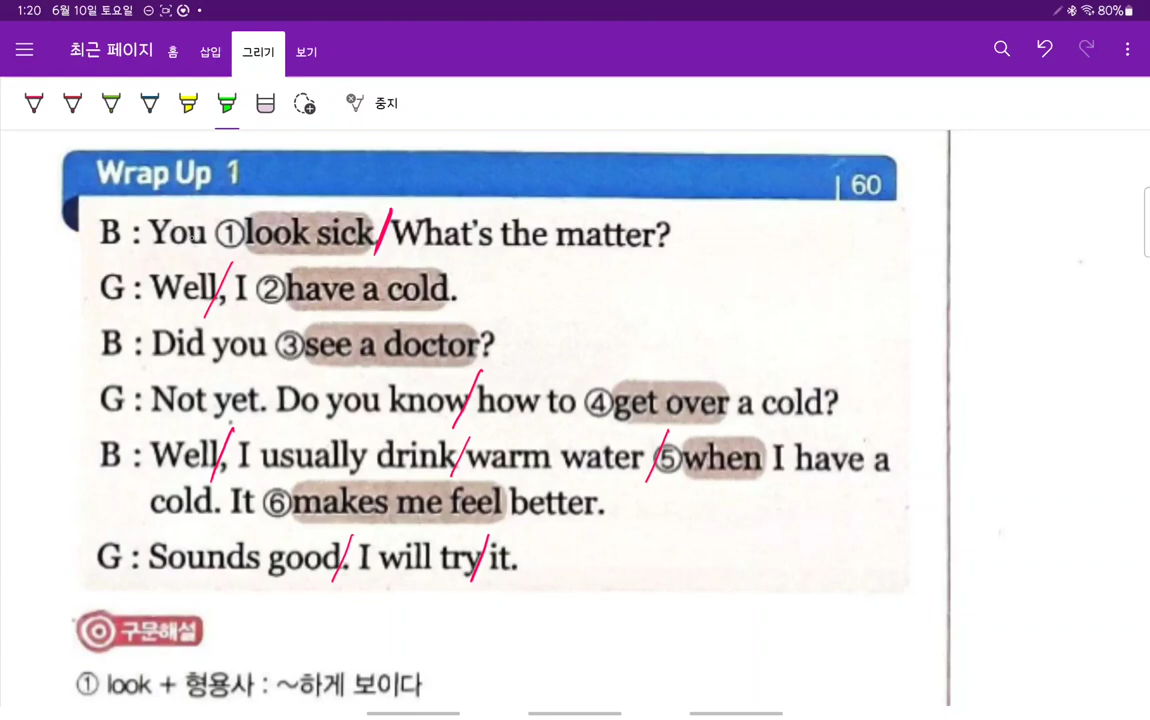 1:20 6월 10일 토요일 80%
최근 페이지 홈 삽입 그리기 보기
중지
Wrap Up 1 | 60
B : You ①look sick. What's the matter?
G : Well, I ②have a cold.
B : Did you ③see a doctor?
G : Not yet. Do you know how to ④get over a cold?
B : Well, I usually drink warm water ⑤when I have a
cold. It ⑥makes me feel better.
G : Sounds good. I will try it.
구문해설
① look + 형용사 : ~하게 보이다